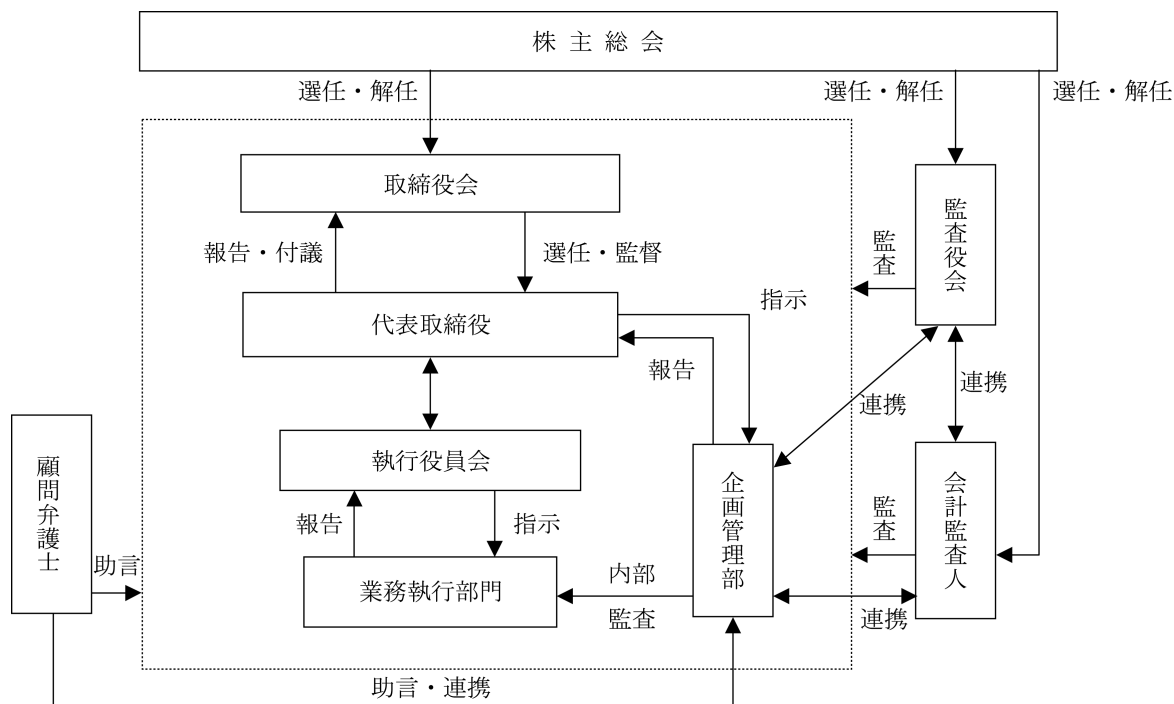 株主総会
選任・解任
選任・解任
選任・解任
取締役会
監査役会
監査
報告・付議
選任・監督
指示
代表取締役
報告
連携
連携
顧問弁護士
執行役員会
企画管理部
会計監査人
報告
指示
監査
助言
業務執行部門
内部
監査
連携
助言・連携